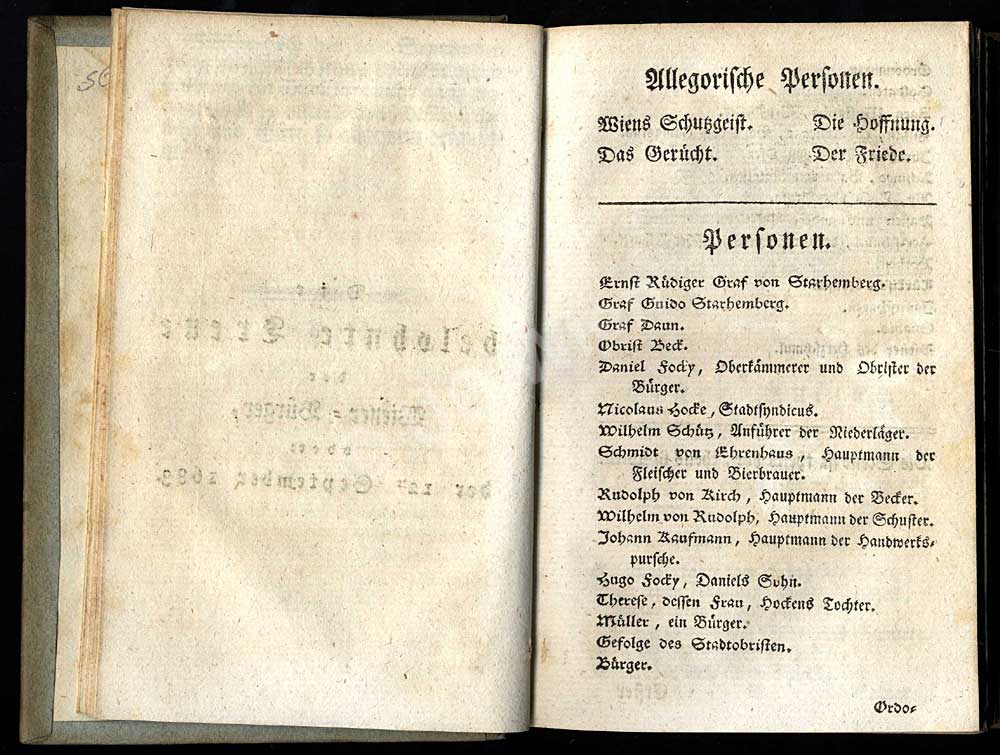 Allegorische Personen.
Wiens Schutzgeist. Die Hoffnung.
Das Gerücht. Der Friede.
Personen.
Ernst Rüdiger Graf von Starhemberg.
Graf Guido Starhemberg.
Graf Daun.
Obrist Beck.
Daniel Focky, Oberkämmerer und Obrister der
Bürger.
Nicolaus Hocke, Stadtsyndicus.
Wilhelm Schütz, Anführer der Niederläger.
Schmidt von Ehrenhaus, Hauptmann der
Fleischer und Bierbrauer.
Rudolph von Kirch, Hauptmann der Becker.
Wilhelm von Rudolph, Hauptmann der Schuster.
Johann Kaufmann, Hauptmann der Handwerks-
pursche.
Hugo Focky, Daniels Sohn.
Therese, dessen Frau, Hockens Tochter.
Müller, ein Bürger.
Gefolge des Stadtobristen.
Bürger.
Ordo-